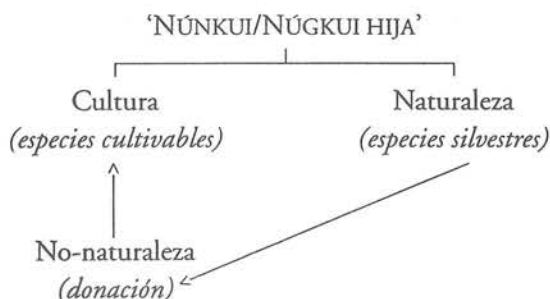 ‘NÚNKUI/NÚGKUI HIJA’
Cultura
Naturaleza
(especies cultivables)
(especies silvestres)
No-naturaleza
(donación)